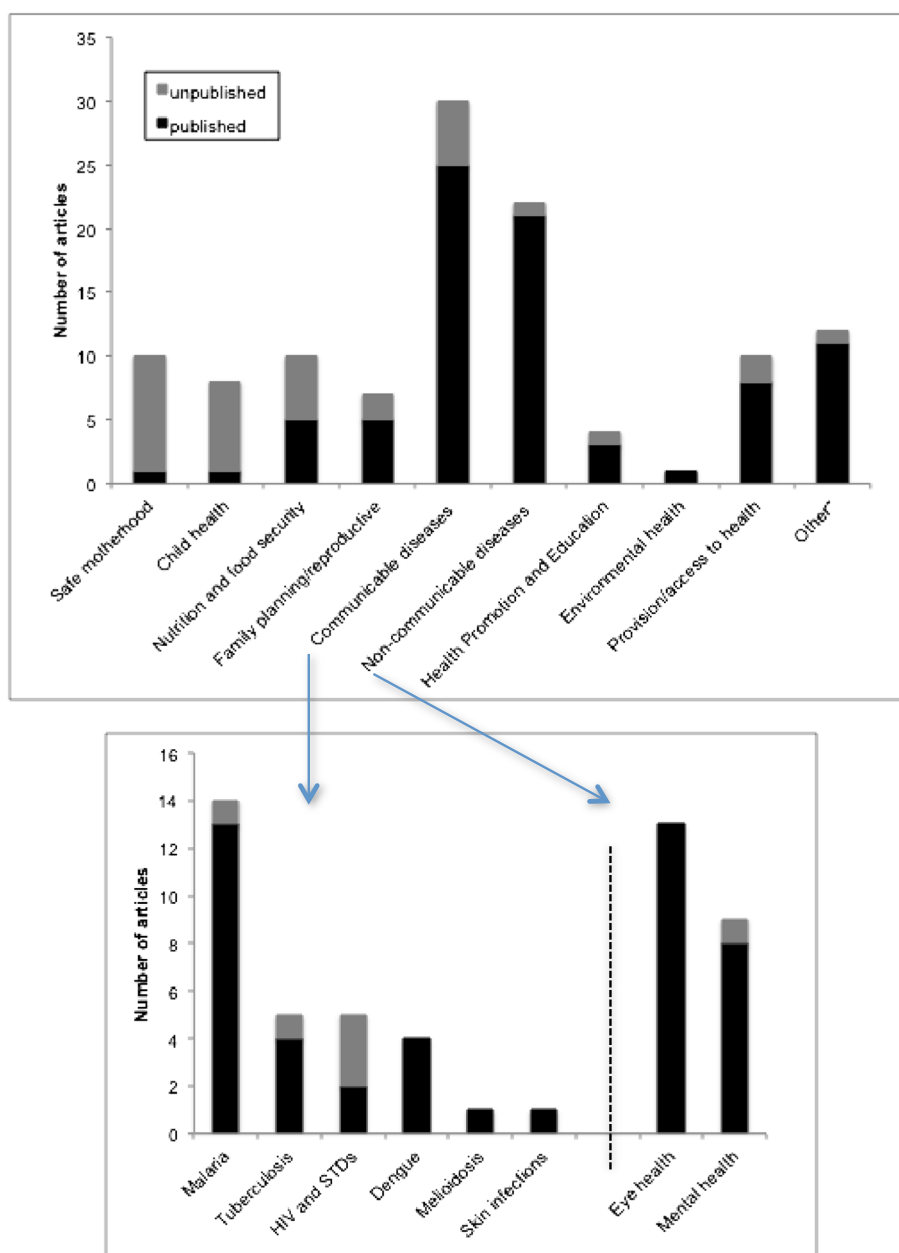 35
30
25
20
15
10
5
0
Number of articles
unpublished
published
Safe motherhood
Child health
Nutrition and food security
Family planning/reproductive
Communicable diseases
Non-communicable diseases
Health Promotion and Education
Environmental health
Provision/access to health
Other*
16
14
12
10
8
6
4
2
0
Number of articles
Malaria
Tuberculosis
HIV and STDs
Dengue
Melioidosis
Skin infections
Eye health
Mental health